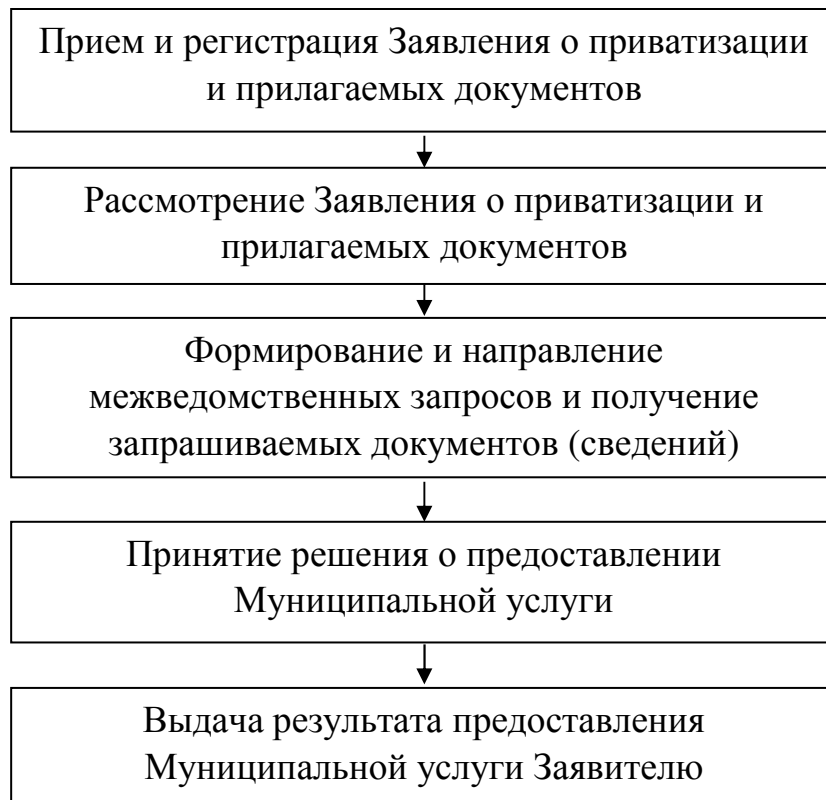 Прием и регистрация Заявления о приватизации
и прилагаемых документов
Рассмотрение Заявления о приватизации и
прилагаемых документов
Формирование и направление
межведомственных запросов и получение
запрашиваемых документов (сведений)
Принятие решения о предоставлении
Муниципальной услуги
Выдача результата предоставления
Муниципальной услуги Заявителю